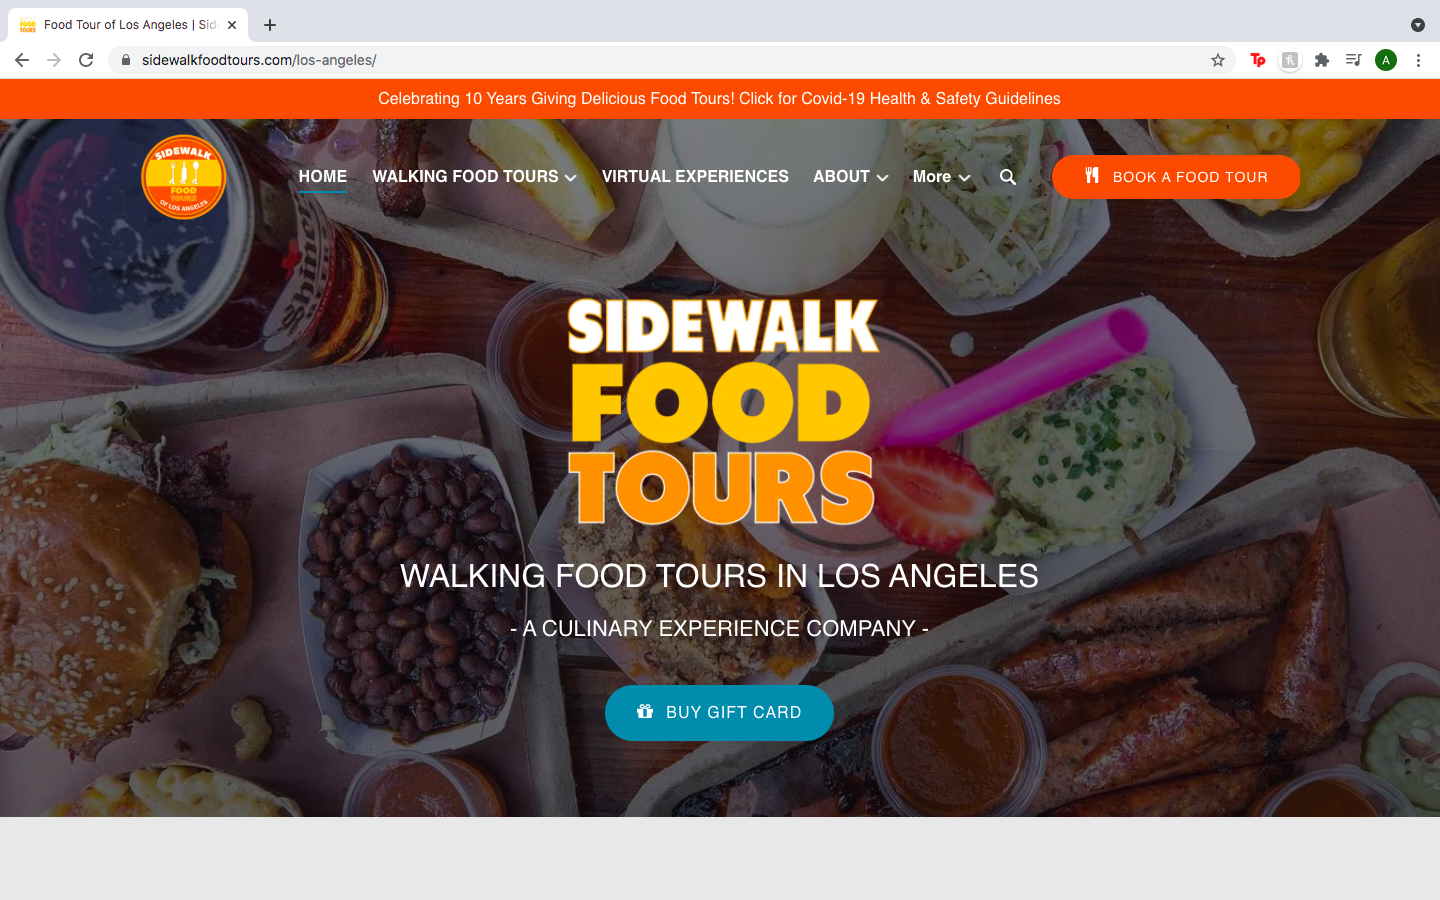 Food Tour of Los Angeles | Sid
sidewalkfoodtours.com/los-angeles/
Tp
A
Celebrating 10 Years Giving Delicious Food Tours! Click for Covid-19 Health & Safety Guidelines
SIDEWALK
FOOD
TOURS
OF LOS ANGELES
HOME
WALKING FOOD TOURS
VIRTUAL EXPERIENCES
ABOUT
More
BOOK A FOOD TOUR
Shiner
SIDEWALK
FOOD
TOURS
WALKING FOOD TOURS IN LOS ANGELES
- A CULINARY EXPERIENCE COMPANY -
BUY GIFT CARD